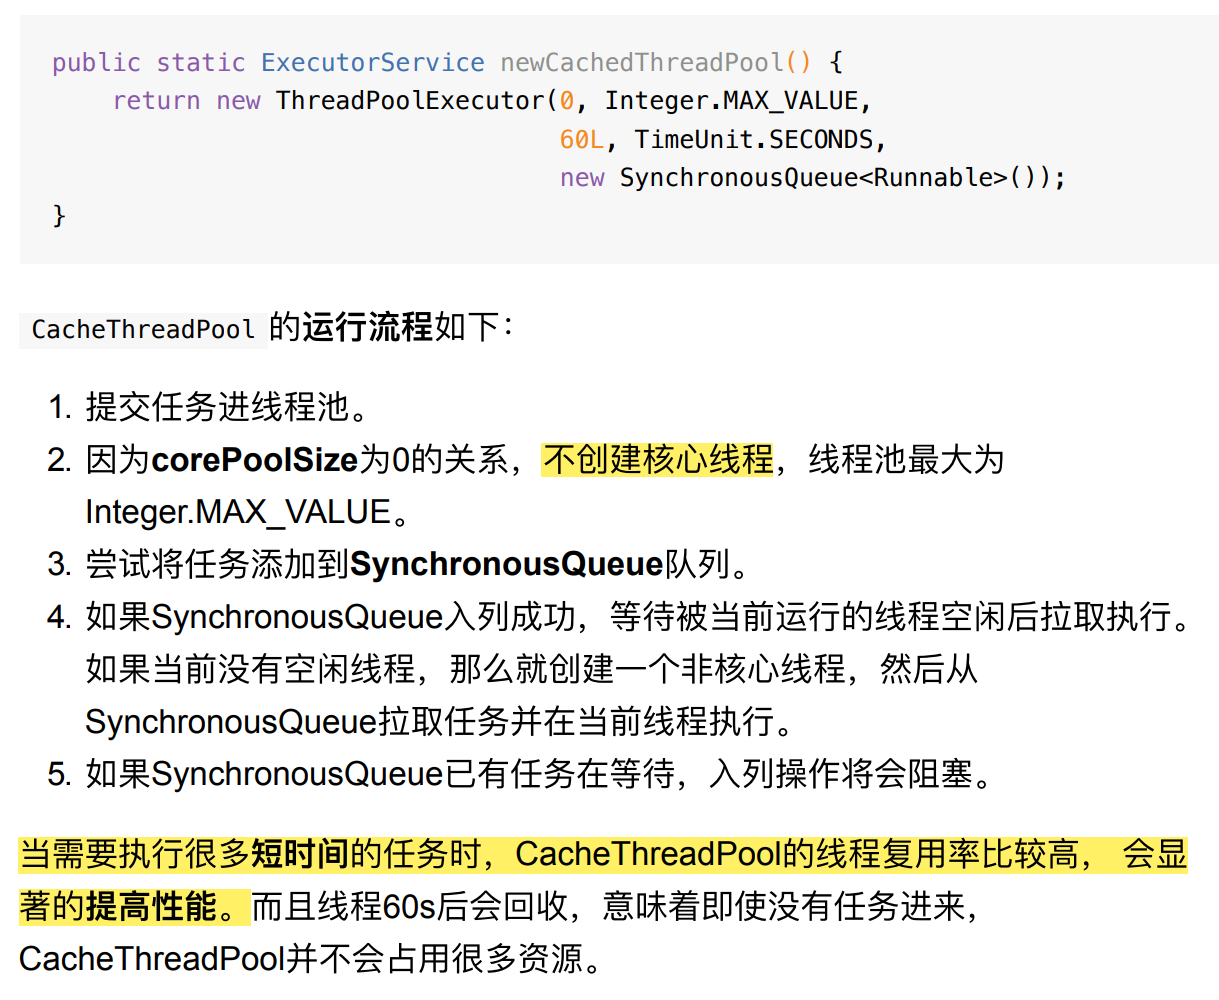 public static ExecutorService newCachedThreadPool() {
    return new ThreadPoolExecutor(0, Integer.MAX_VALUE,
                                  60L, TimeUnit.SECONDS,
                                  new SynchronousQueue<Runnable>());
}
CacheThreadPool 的运行流程如下：
1. 提交任务进线程池。
2. 因为corePoolSize为0的关系，不创建核心线程，线程池最大为
Integer.MAX_VALUE。
3. 尝试将任务添加到SynchronousQueue队列。
4. 如果SynchronousQueue入列成功，等待被当前运行的线程空闲后拉取执行。
如果当前没有空闲线程，那么就创建一个非核心线程，然后从
SynchronousQueue拉取任务并在当前线程执行。
5. 如果SynchronousQueue已有任务在等待，入列操作将会阻塞。
当需要执行很多短时间的任务时，CacheThreadPool的线程复用率比较高， 会显
著的提高性能。而且线程60s后会回收，意味着即使没有任务进来，
CacheThreadPool并不会占用很多资源。